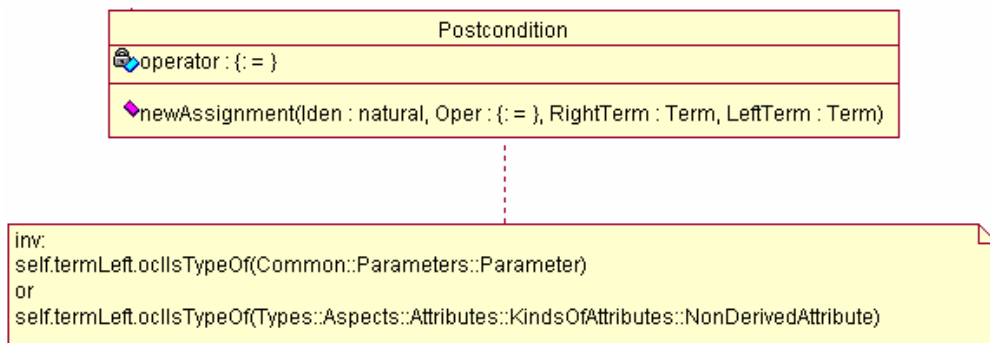 Postcondition
operator : {: = }
newAssignment(Iden : natural, Oper : {: = }, RightTerm : Term, LeftTerm : Term)
inv:
self.termLeft.oclIsTypeOf(Common::Parameters::Parameter)
or
self.termLeft.oclIsTypeOf(Types::Aspects::Attributes::KindsOfAttributes::NonDerivedAttribute)